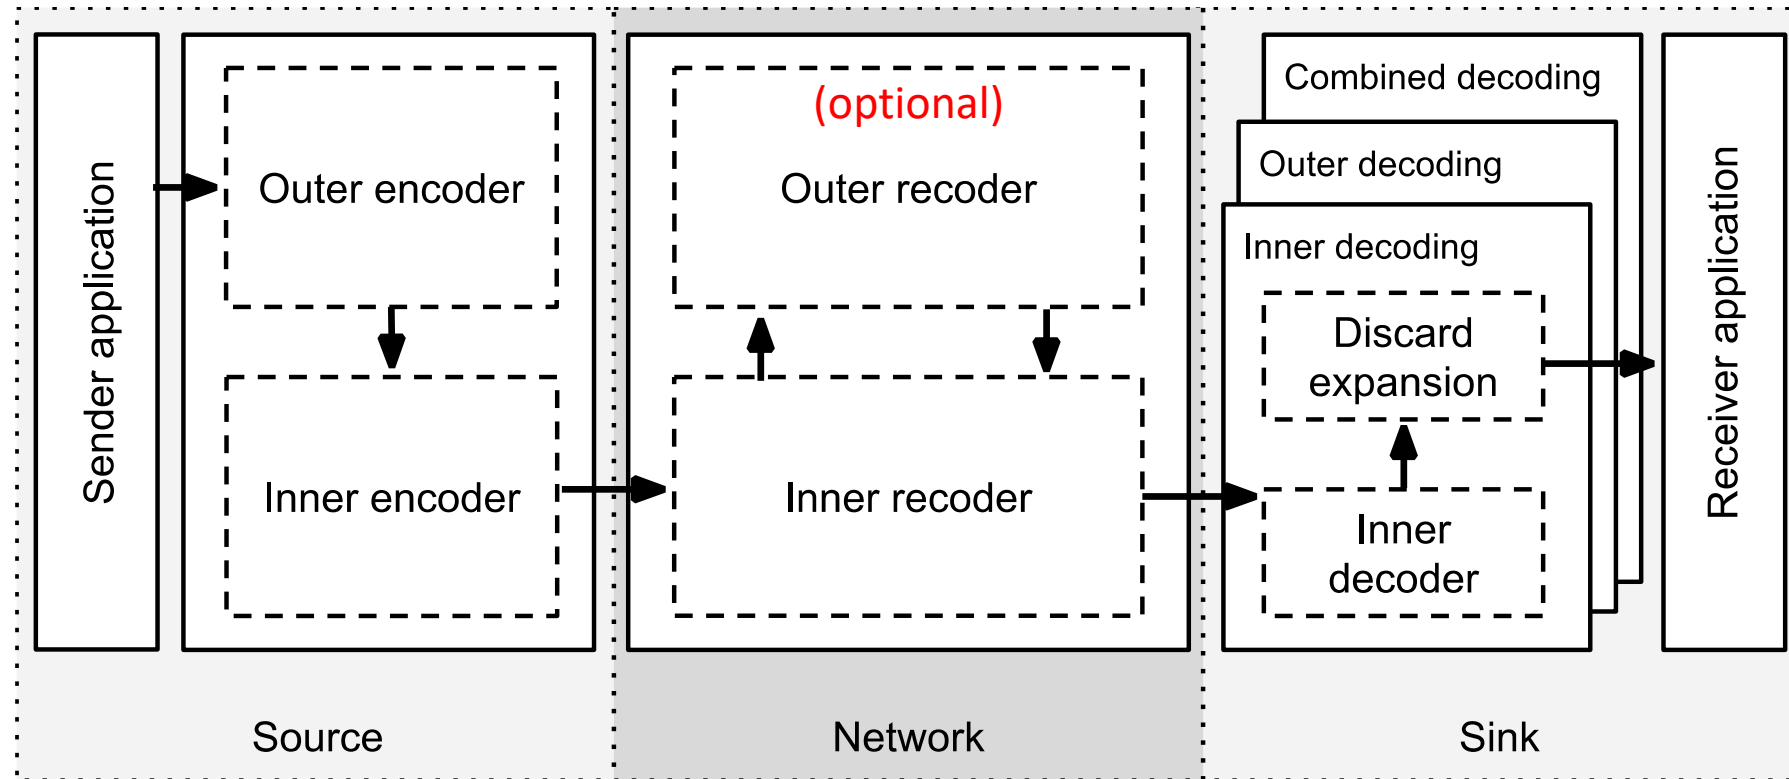 Sender application
Outer encoder
Inner encoder
Source
(optional)
Outer recoder
Inner recoder
Network
Combined decoding
Outer decoding
Inner decoding
Discard
expansion
Inner
decoder
Sink
Receiver application